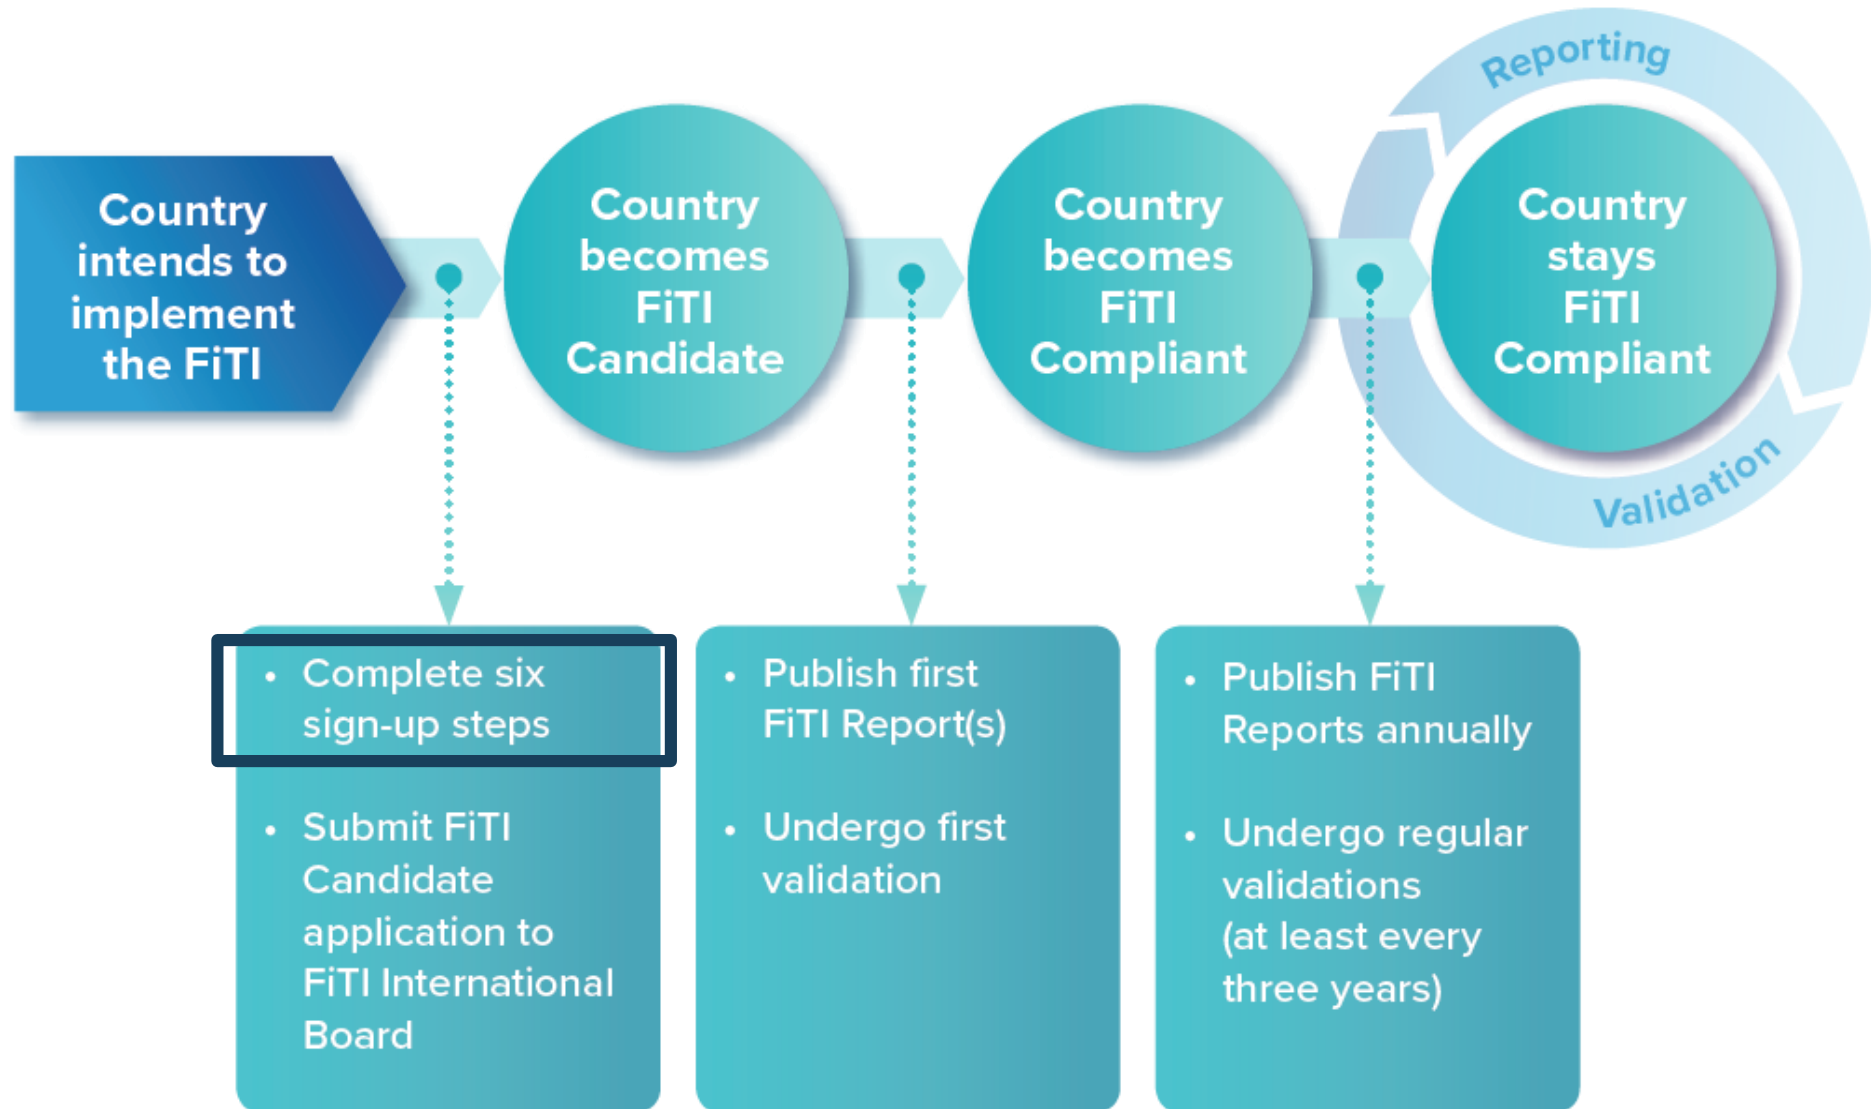 Country
intends to
implement
the FiTI
Country
becomes
FiTI
Candidate
Country
becomes
FiTI
Compliant
Reporting
Country
stays
FiTI
Compliant
Validation
• Complete six
sign-up steps
• Submit FiTI
Candidate
application to
FiTI International
Board
• Publish first
FiTI Report(s)
• Undergo first
validation
• Publish FiTI
Reports annually
• Undergo regular
validations
(at least every
three years)